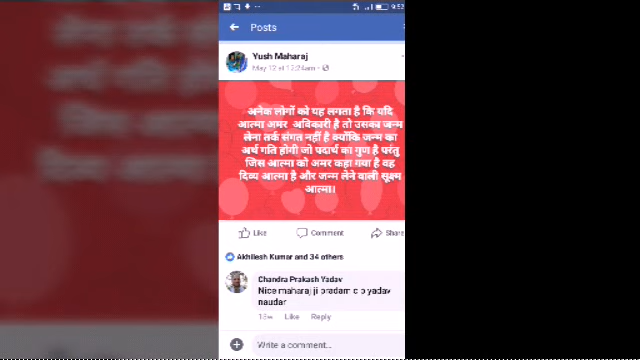 9:52
Posts
Yush Maharaj
May 12 at 12:24am
अनेक लोगों को यह लगता है कि यदि
आत्मा अमर अविकारी है तो उसका जन्म
लेना तर्क संगत नहीं है क्योंकि जन्म का
अर्थ गति होगी जो पदार्थ का गुण है परंतु
जिस आत्मा को अमर कहा गया है वह
दिव्य आत्मा है और जन्म लेने वाली सूक्ष्म
आत्मा।
Like Comment Share
Akhilesh Kumar and 34 others
Chandra Prakash Yadav
Nice maharaj ji pradam c p yadav
naudar
Like Reply
Write a comment...